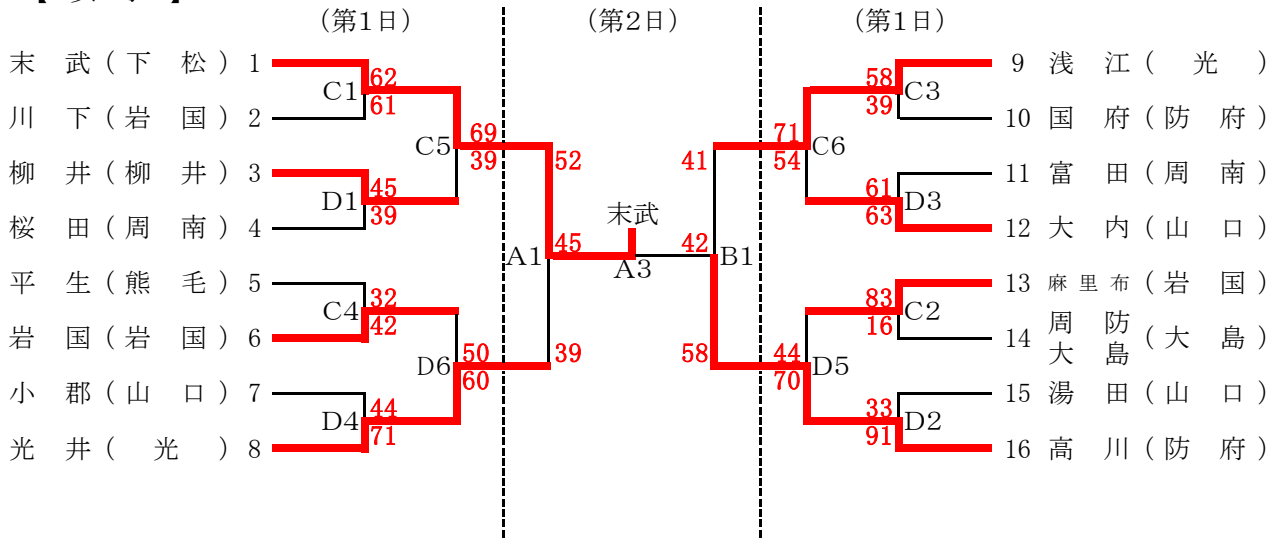 (第1日) (第2日) (第1日)
末 武 ( 下 松 ) 1
川 下 ( 岩 国 ) 2
柳 井 ( 柳 井 ) 3
桜 田 ( 周 南 ) 4
平 生 ( 熊 毛 ) 5
岩 国 ( 岩 国 ) 6
小 郡 ( 山 口 ) 7
光 井 ( 光 ) 8
C1 62 61
D1 45 39
C4 32 42
D4 44 71
C5 69 39
D6 50 60
A1 52 39
末武
45 A3 42
B1 41 58
C6 71 54
D5 44 70
C3 58 39
D3 61 63
C2 83 16
D2 33 91
9 浅 江 ( 光 )
10 国 府 ( 防 府 )
11 富 田 ( 周 南 )
12 大 内 ( 山 口 )
13 麻 里 布 ( 岩 国 )
14 周 防 大 島 ( 大 島 )
15 湯 田 ( 山 口 )
16 高 川 ( 防 府 )